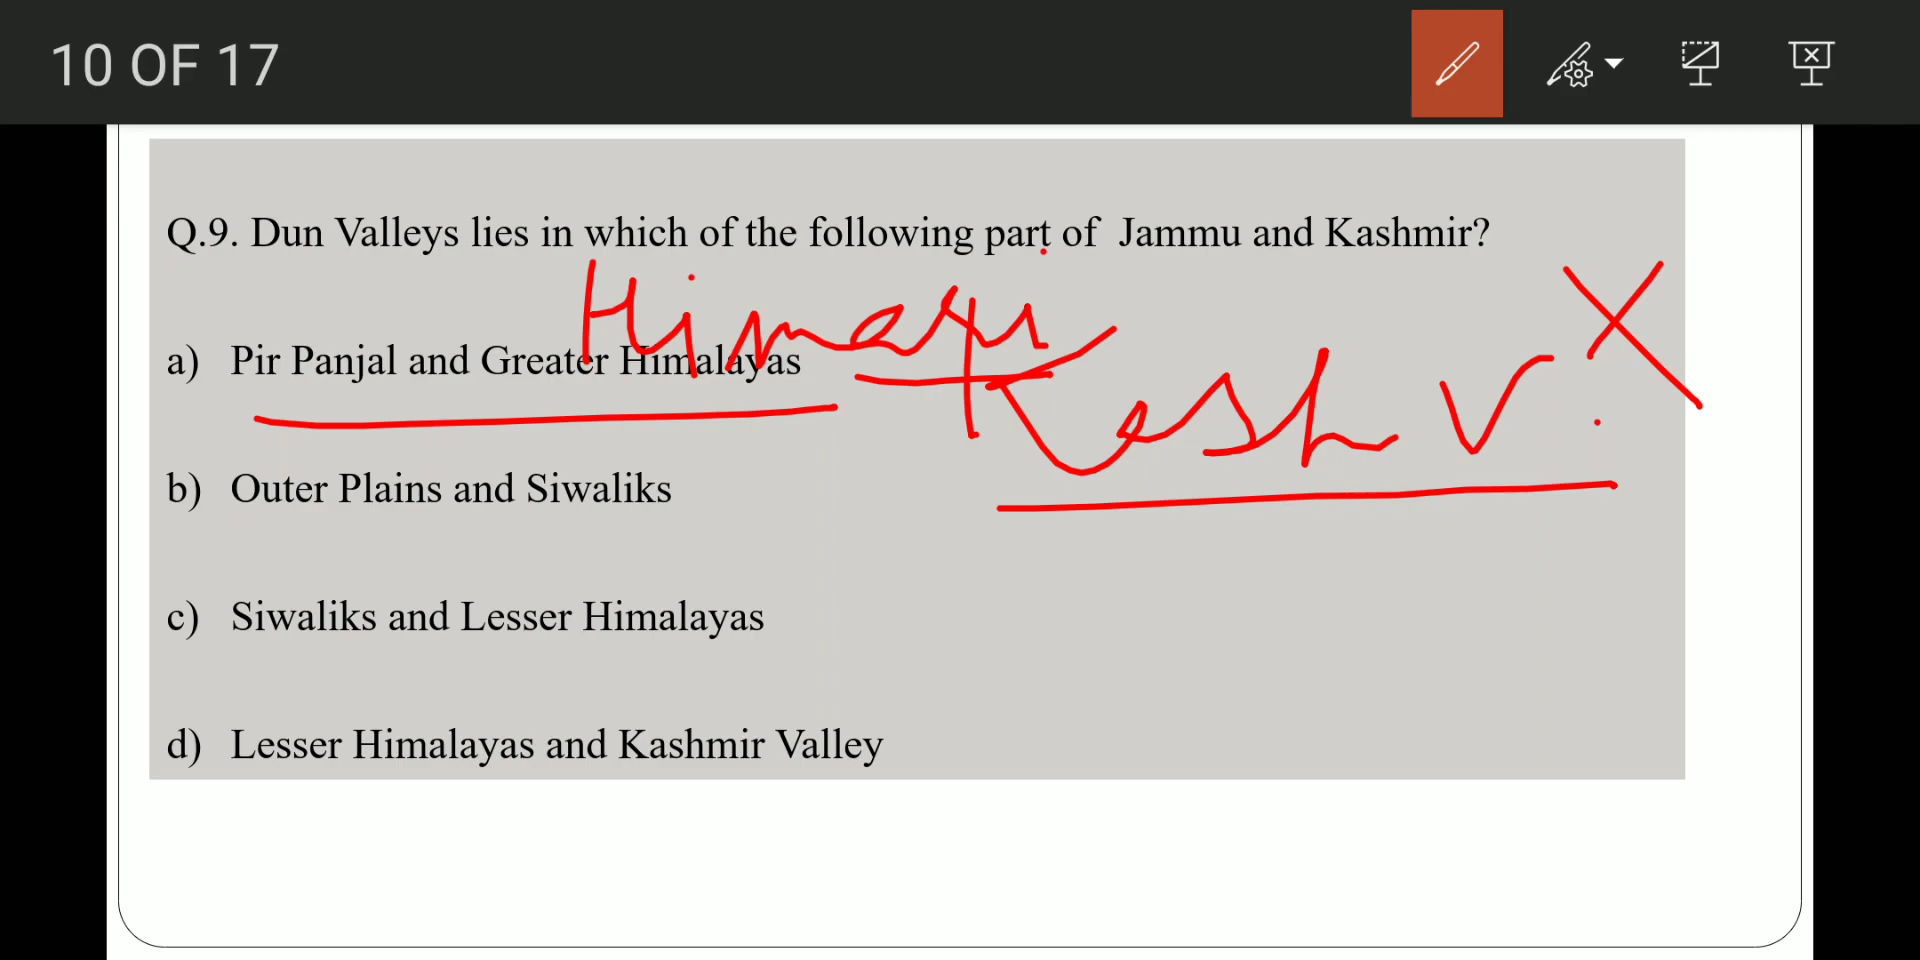 10 OF 17
Q.9. Dun Valleys lies in which of the following part of Jammu and Kashmir?
a) Pir Panjal and Greater Himalayas
b) Outer Plains and Siwaliks
c) Siwaliks and Lesser Himalayas
d) Lesser Himalayas and Kashmir Valley